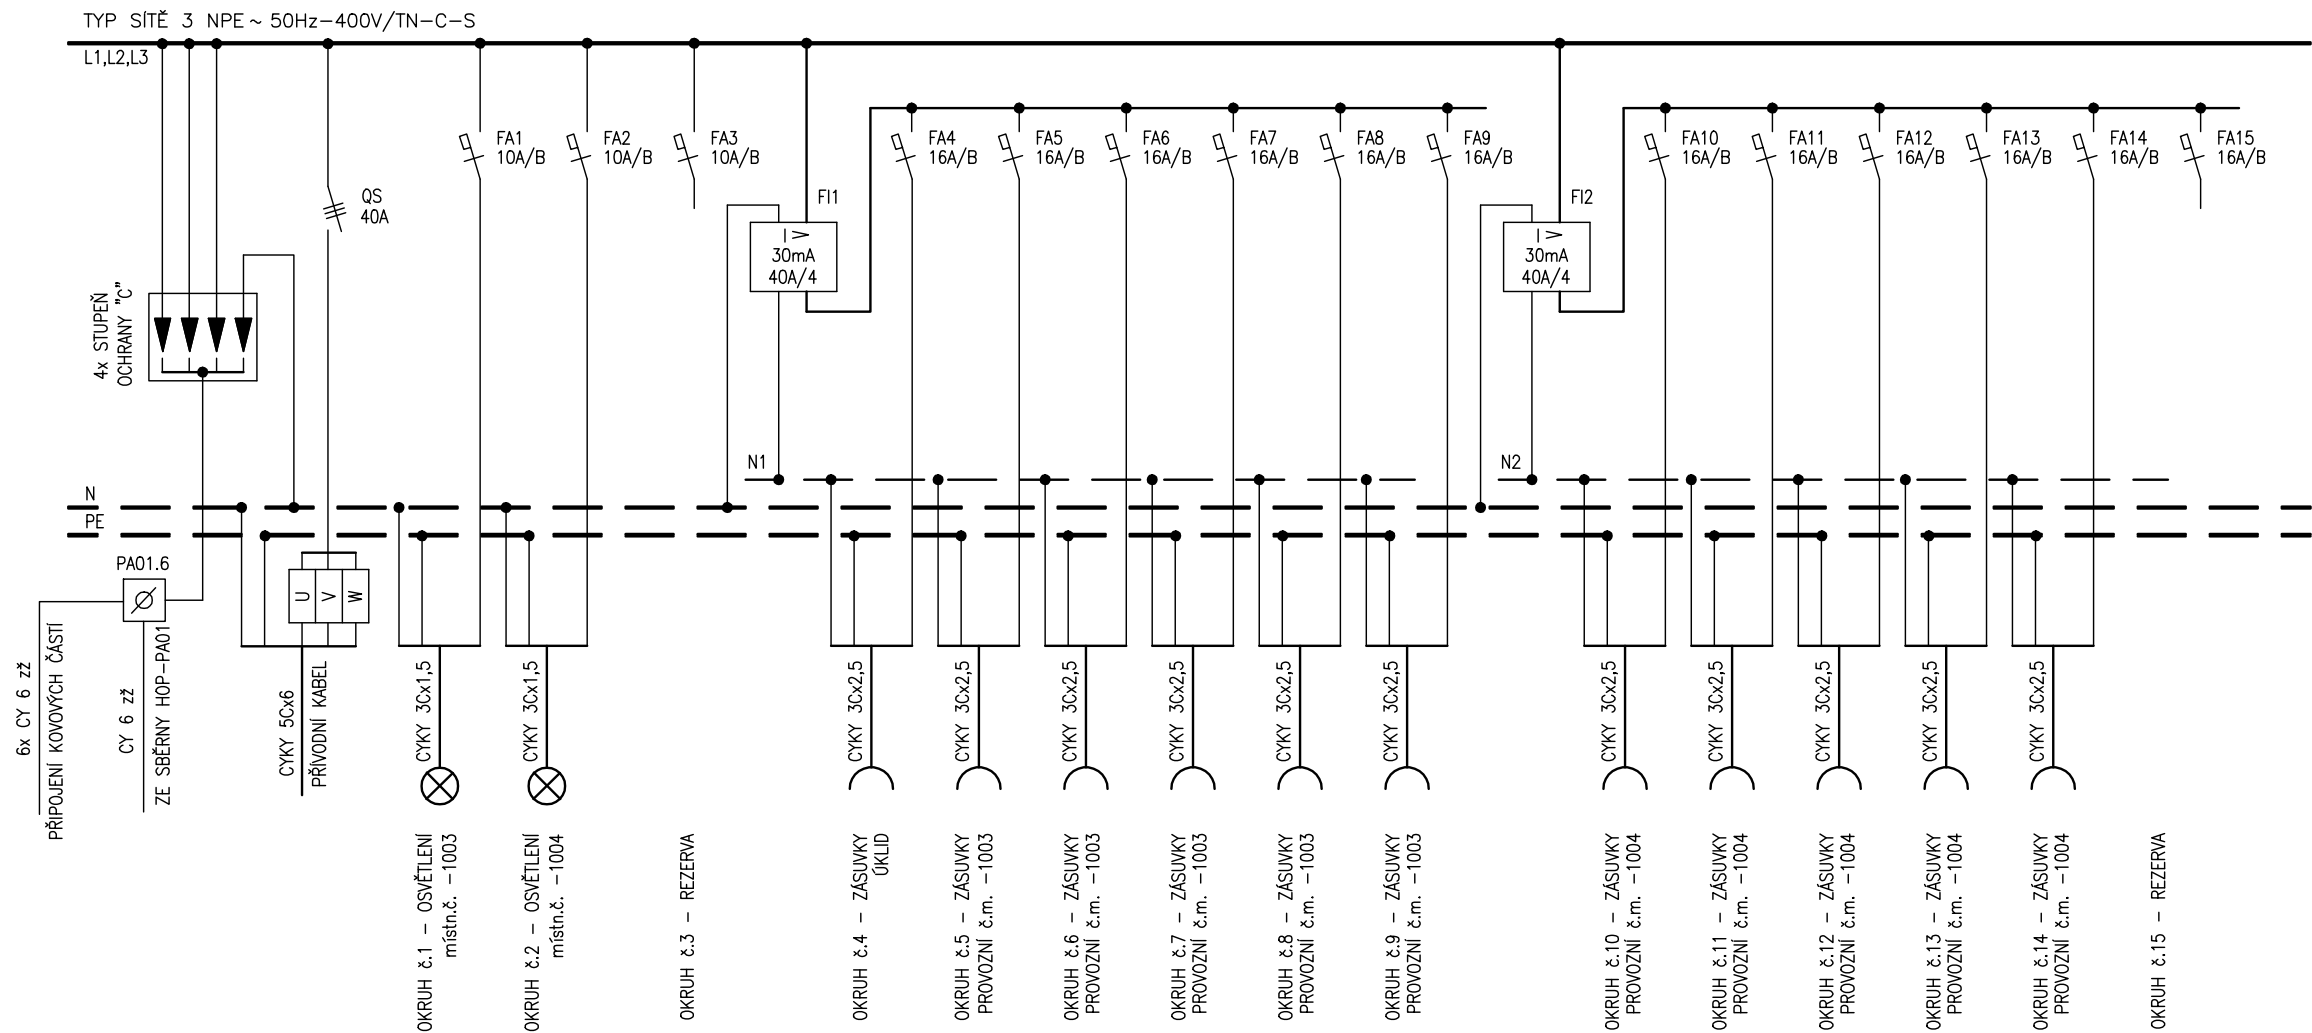 TYP SÍTĚ 3 NPE~ 50Hz-400V/TN-C-S
L1,L2,L3
FA1
10A/B
FA2
10A/B
FA3
10A/B
FA4
16A/B
FA5
16A/B
FA6
16A/B
FA7
16A/B
FA8
16A/B
FA9
16A/B
FA10
16A/B
FA11
16A/B
FA12
16A/B
FA13
16A/B
FA14
16A/B
FA15
16A/B
QS
40A
FI1
I >
30mA
40A/4
FI2
I >
30mA
40A/4
4x STUPEŇ
OCHRANY "C"
N1
N2
N
PE
PA01.6
U
V
W
6x CY 6 zž
PŘIPOJENÍ KOVOVÝCH ČÁSTÍ
CY 6 zž
ZE SBĚRNY HOP-PA01
CYKY 5Cx6
PŘÍVODNÍ KABEL
CYKY 3Cx1,5
CYKY 3Cx1,5
CYKY 3Cx2,5
CYKY 3Cx2,5
CYKY 3Cx2,5
CYKY 3Cx2,5
CYKY 3Cx2,5
CYKY 3Cx2,5
CYKY 3Cx2,5
CYKY 3Cx2,5
CYKY 3Cx2,5
CYKY 3Cx2,5
CYKY 3Cx2,5
OKRUH č.1 - OSVĚTLENÍ
místn.č. -1003
OKRUH č.2 - OSVĚTLENÍ
místn.č. -1004
OKRUH č.3 - REZERVA
OKRUH č.4 - ZÁSUVKY
ÚKLID
OKRUH č.5 - ZÁSUVKY
PROVOZNÍ č.m. -1003
OKRUH č.6 - ZÁSUVKY
PROVOZNÍ č.m. -1003
OKRUH č.7 - ZÁSUVKY
PROVOZNÍ č.m. -1003
OKRUH č.8 - ZÁSUVKY
PROVOZNÍ č.m. -1003
OKRUH č.9 - ZÁSUVKY
PROVOZNÍ č.m. -1003
OKRUH č.10 - ZÁSUVKY
PROVOZNÍ č.m. -1004
OKRUH č.11 - ZÁSUVKY
PROVOZNÍ č.m. -1004
OKRUH č.12 - ZÁSUVKY
PROVOZNÍ č.m. -1004
OKRUH č.13 - ZÁSUVKY
PROVOZNÍ č.m. -1004
OKRUH č.14 - ZÁSUVKY
PROVOZNÍ č.m. -1004
OKRUH č.15 - REZERVA